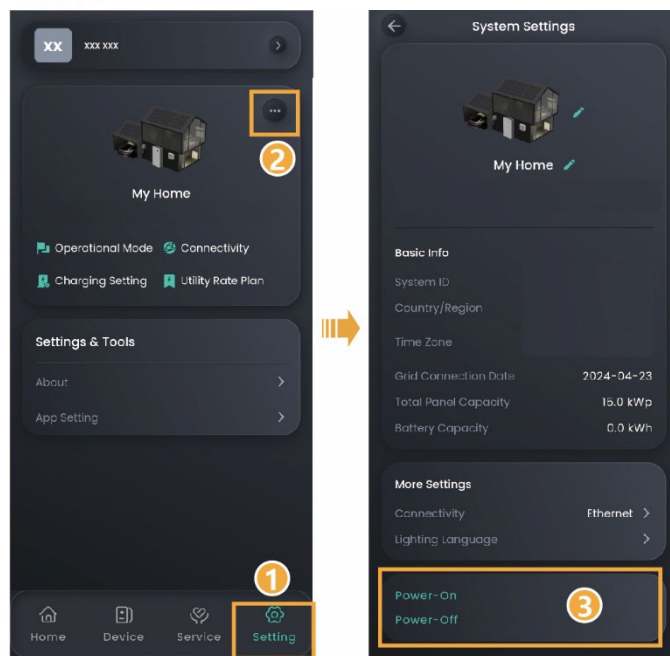 xx
xxx xxx
2
My Home
Operational Mode
Connectivity
Charging Setting
Utility Rate Plan
Settings & Tools
About
App Setting
1
Home
Device
Service
Setting
System Settings
My Home
Basic Info
System ID
Country/Region
Time Zone
Grid Connection Date 2024-04-23
Total Panel Capacity 15.0 kWp
Battery Capacity 0.0 kWh
More Settings
Connectivity Ethernet
Lighting Language
Power-On
Power-Off
3